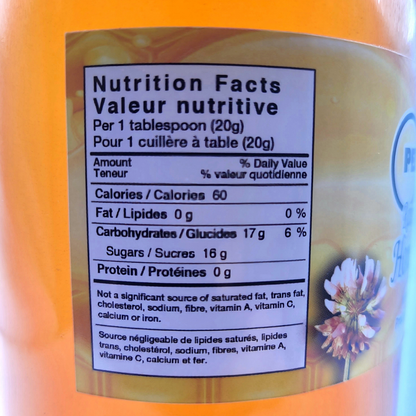 Nutrition Facts
Valeur nutritive
Per 1 tablespoon (20g)
Pour 1 cuillère à table (20g)
Amount % Daily Value
Teneur % valeur quotidienne
Calories / Calories 60
Fat / Lipides 0 g 0 %
Carbohydrates / Glucides 17 g 6 %
Sugars / Sucres 16 g
Protein / Protéines 0 g
Not a significant source of saturated fat, trans fat,
cholesterol, sodium, fibre, vitamin A, vitamin C,
calcium or iron.
Source négligeable de lipides saturés, lipides
trans, cholestérol, sodium, fibres, vitamine A,
vitamine C, calcium et fer.